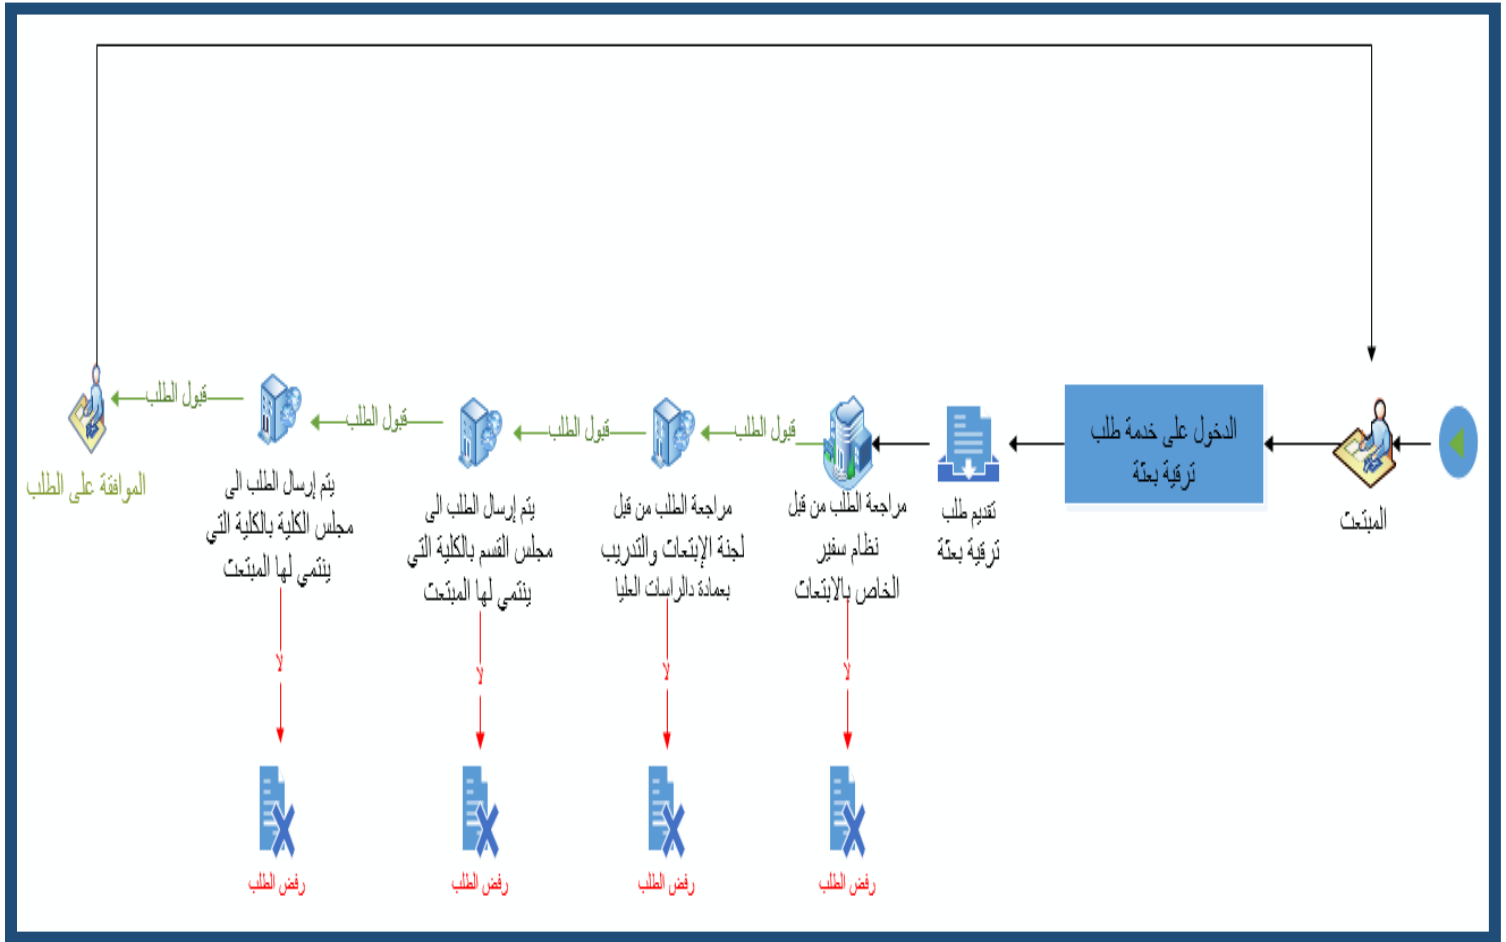 المبتعث
الدخول على خدمة طلب
ترقية بعثة
تقديم طلب
ترقية بعثة
مراجعة الطلب من قبل
نظام سفير
الخاص بالابتعاث
قبول الطلب
مراجعة الطلب من قبل
لجنة الإبتعاث والتدريب
بعمادة دالراسات العليا
قبول الطلب
يتم إرسال الطلب الى
مجلس القسم بالكلية التي
ينتمي لها المبتعث
قبول الطلب
يتم إرسال الطلب الى
مجلس الكلية بالكلية التي
ينتمي لها المبتعث
قبول الطلب
الموافقة على الطلب
لا
لا
لا
لا
رفض الطلب
رفض الطلب
رفض الطلب
رفض الطلب